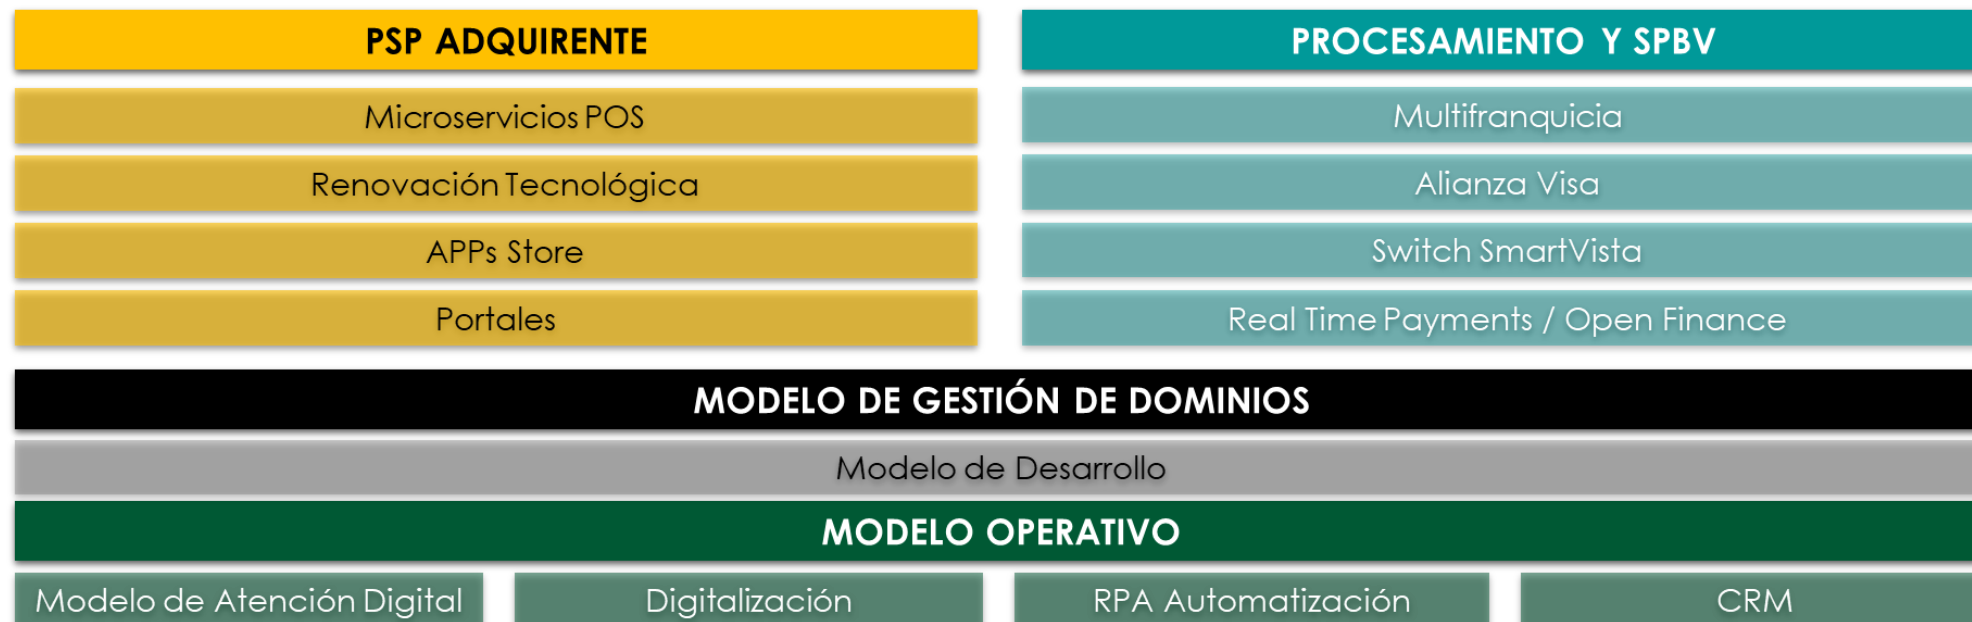 PSP ADQUIRENTE
Microservicios POS
Renovación Tecnológica
APPs Store
Portales
PROCESAMIENTO Y SPBV
Multifranquicia
Alianza Visa
Switch SmartVista
Real Time Payments / Open Finance
MODELO DE GESTIÓN DE DOMINIOS
Modelo de Desarrollo
MODELO OPERATIVO
Modelo de Atención Digital
Digitalización
RPA Automatización
CRM